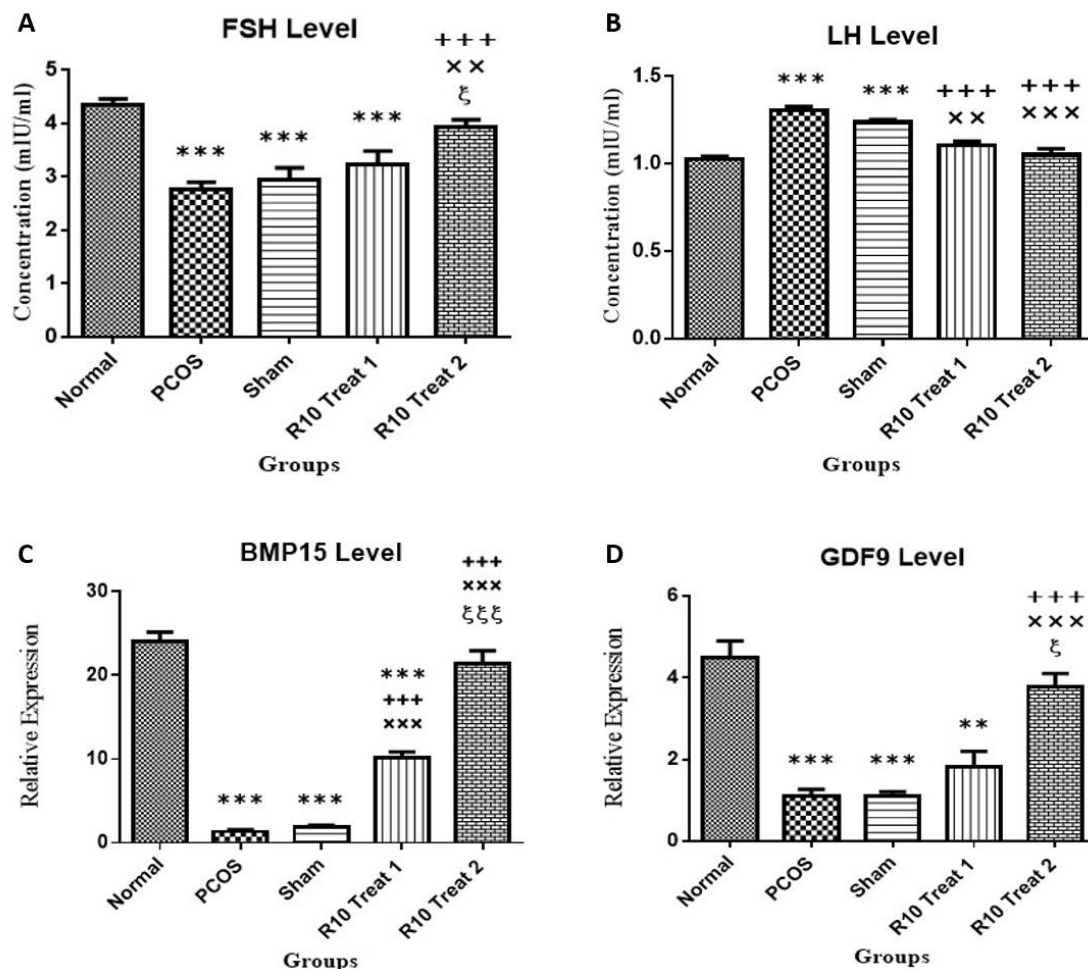 A
FSH Level
Concentration (mIU/ml)
5
4
3
2
1
0
***
***
***
+++
××
ξ
Normal
PCOS
Sham
R10 Treat 1
R10 Treat 2
Groups
B
LH Level
Concentration (mIU/ml)
1.5
1.0
0.5
0.0
***
***
+++
××
+++
×××
Normal
PCOS
Sham
R10 Treat 1
R10 Treat 2
Groups
C
BMP15 Level
Relative Expression
30
20
10
0
***
***
***
+++
×××
+++
×××
ξξξ
Normal
PCOS
Sham
R10 Treat 1
R10 Treat 2
Groups
D
GDF9 Level
Relative Expression
6
4
2
0
***
***
**
+++
×××
ξ
Normal
PCOS
Sham
R10 Treat 1
R10 Treat 2
Groups